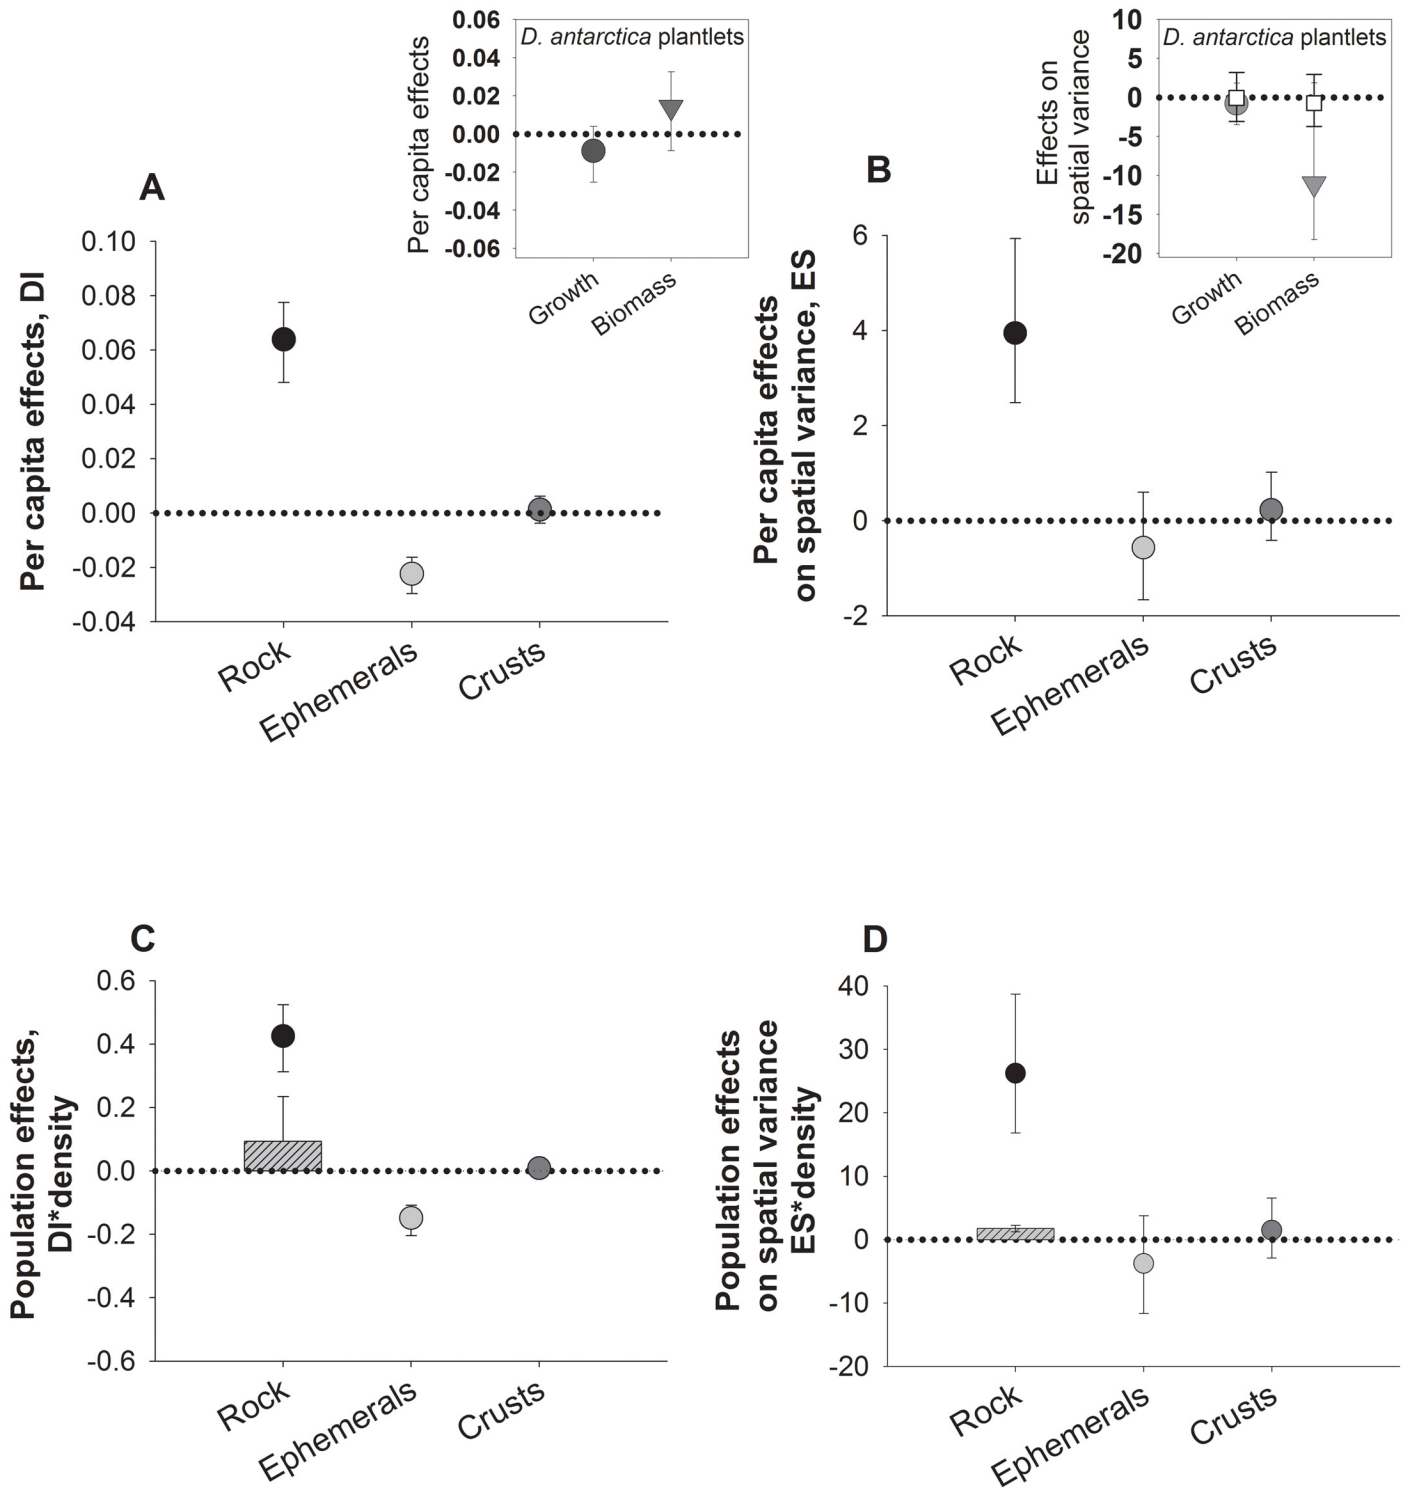 A
Per capita effects, DI
0.10
0.08
0.06
0.04
0.02
0.00
-0.02
-0.04
Rock
Ephemerals
Crusts
Per capita effects
0.06
0.04
0.02
0.00
-0.02
-0.04
-0.06
D. antarctica plantlets
Growth
Biomass
B
Per capita effects
on spatial variance, ES
6
4
2
0
-2
Rock
Ephemerals
Crusts
Effects on
spatial variance
10
5
0
-5
-10
-15
-20
D. antarctica plantlets
Growth
Biomass
C
Population effects,
DI*density
0.6
0.4
0.2
0.0
-0.2
-0.4
-0.6
Rock
Ephemerals
Crusts
D
Population effects
on spatial variance
ES*density
40
30
20
10
0
-10
-20
Rock
Ephemerals
Crusts